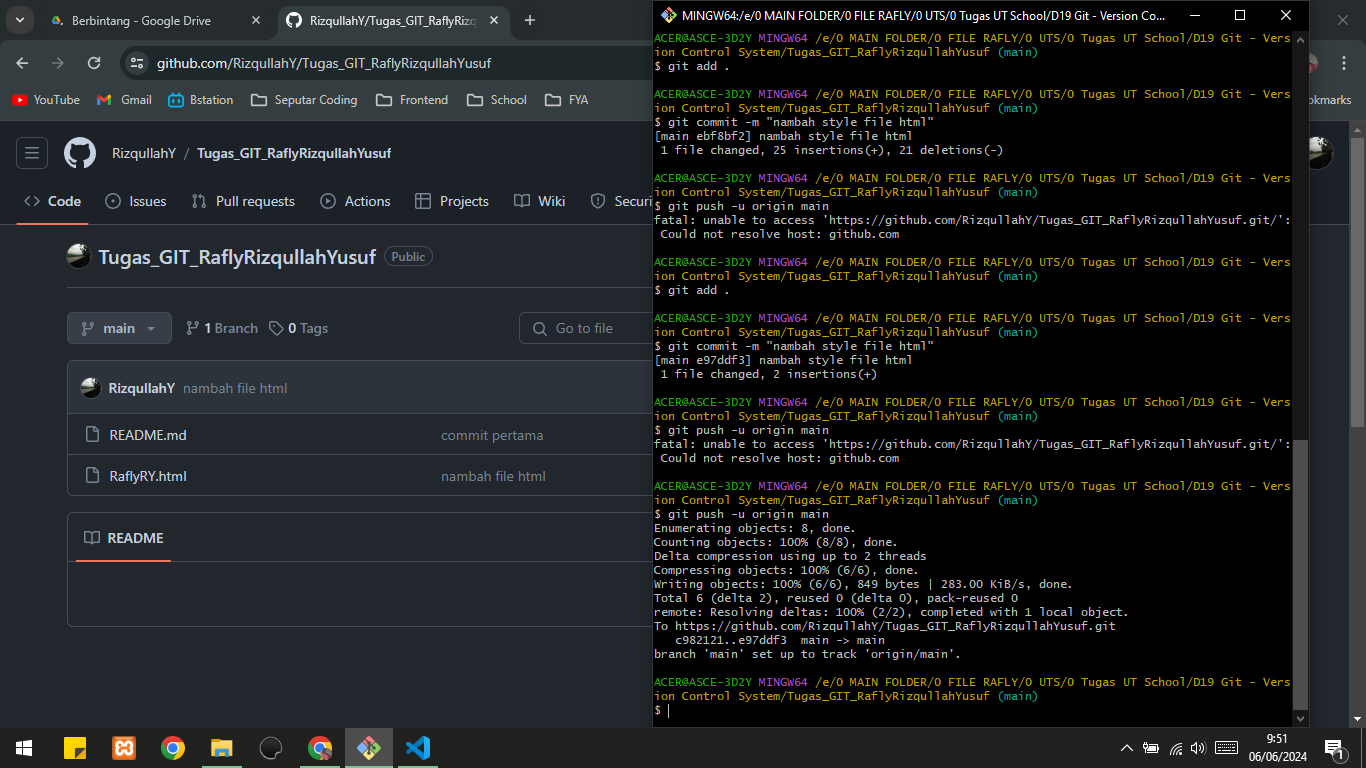 Berbintang - Google Drive
RizqullahY/Tugas_GIT_RaflyRizq
github.com/RizqullahY/Tugas_GIT_RaflyRizqullahYusuf
YouTube
Gmail
Bstation
Seputar Coding
Frontend
School
FYA
okmarks
RizqullahY / Tugas_GIT_RaflyRizqullahYusuf
Code
Issues
Pull requests
Actions
Projects
Wiki
Securi
Tugas_GIT_RaflyRizqullahYusuf Public
main
1 Branch
0 Tags
Go to file
RizqullahY nambah file html
README.md commit pertama
RaflyRY.html nambah file html
README
MINGW64:/e/0 MAIN FOLDER/0 FILE RAFLY/0 UTS/0 Tugas UT School/D19 Git - Version Co...
ACER@ASCE-3D2Y MINGW64 /e/0 MAIN FOLDER/0 FILE RAFLY/0 UTS/0 Tugas UT School/D19 Git - Vers
ion Control System/Tugas_GIT_RaflyRizqullahYusuf (main)
$ git add .
ACER@ASCE-3D2Y MINGW64 /e/0 MAIN FOLDER/0 FILE RAFLY/0 UTS/0 Tugas UT School/D19 Git - Vers
ion Control System/Tugas_GIT_RaflyRizqullahYusuf (main)
$ git commit -m "nambah style file html"
[main ebf8bf2] nambah style file html
1 file changed, 25 insertions(+), 21 deletions(-)
ACER@ASCE-3D2Y MINGW64 /e/0 MAIN FOLDER/0 FILE RAFLY/0 UTS/0 Tugas UT School/D19 Git - Vers
ion Control System/Tugas_GIT_RaflyRizqullahYusuf (main)
$ git push -u origin main
fatal: unable to access 'https://github.com/RizqullahY/Tugas_GIT_RaflyRizqullahYusuf.git/':
Could not resolve host: github.com
ACER@ASCE-3D2Y MINGW64 /e/0 MAIN FOLDER/0 FILE RAFLY/0 UTS/0 Tugas UT School/D19 Git - Vers
ion Control System/Tugas_GIT_RaflyRizqullahYusuf (main)
$ git add .
ACER@ASCE-3D2Y MINGW64 /e/0 MAIN FOLDER/0 FILE RAFLY/0 UTS/0 Tugas UT School/D19 Git - Vers
ion Control System/Tugas_GIT_RaflyRizqullahYusuf (main)
$ git commit -m "nambah style file html"
[main e97ddf3] nambah style file html
1 file changed, 2 insertions(+)
ACER@ASCE-3D2Y MINGW64 /e/0 MAIN FOLDER/0 FILE RAFLY/0 UTS/0 Tugas UT School/D19 Git - Vers
ion Control System/Tugas_GIT_RaflyRizqullahYusuf (main)
$ git push -u origin main
fatal: unable to access 'https://github.com/RizqullahY/Tugas_GIT_RaflyRizqullahYusuf.git/':
Could not resolve host: github.com
ACER@ASCE-3D2Y MINGW64 /e/0 MAIN FOLDER/0 FILE RAFLY/0 UTS/0 Tugas UT School/D19 Git - Vers
ion Control System/Tugas_GIT_RaflyRizqullahYusuf (main)
$ git push -u origin main
Enumerating objects: 8, done.
Counting objects: 100% (8/8), done.
Delta compression using up to 2 threads
Compressing objects: 100% (6/6), done.
Writing objects: 100% (6/6), 849 bytes | 283.00 KiB/s, done.
Total 6 (delta 2), reused 0 (delta 0), pack-reused 0
remote: Resolving deltas: 100% (2/2), completed with 1 local object.
To https://github.com/RizqullahY/Tugas_GIT_RaflyRizqullahYusuf.git
c982121..e97ddf3 main -> main
branch 'main' set up to track 'origin/main'.
ACER@ASCE-3D2Y MINGW64 /e/0 MAIN FOLDER/0 FILE RAFLY/0 UTS/0 Tugas UT School/D19 Git - Vers
ion Control System/Tugas_GIT_RaflyRizqullahYusuf (main)
$
9:51
06/06/2024
1